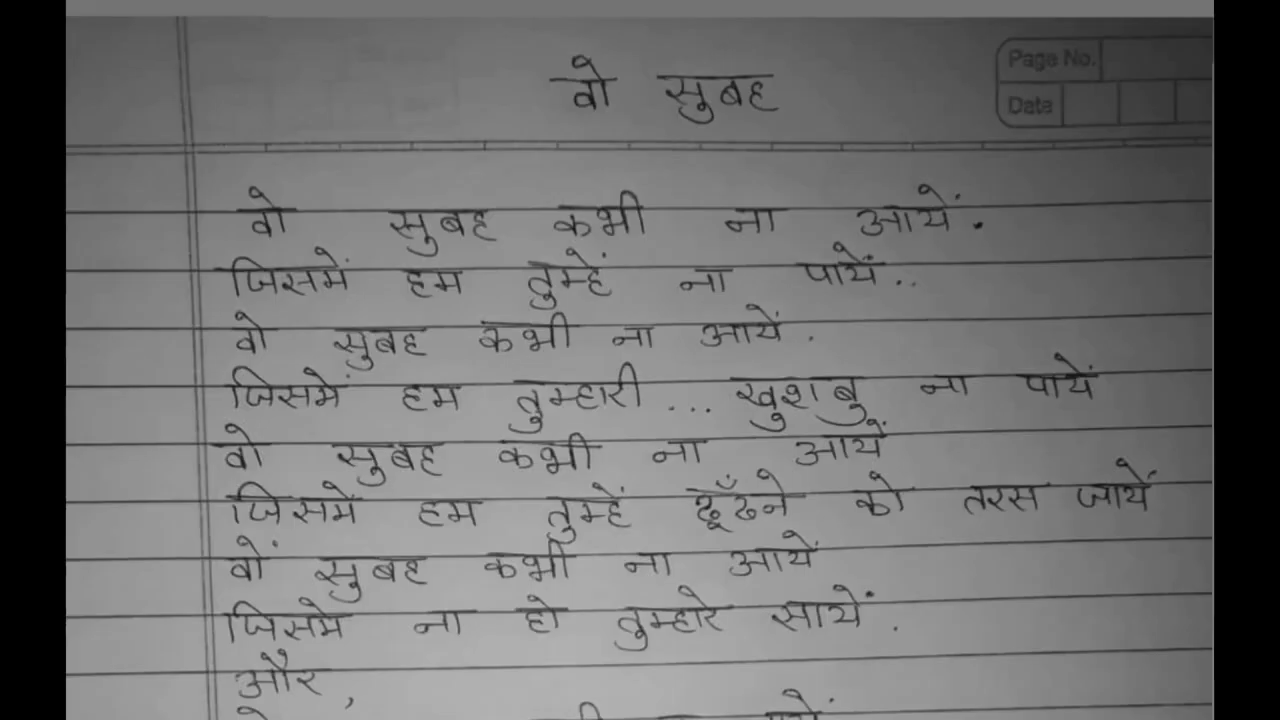 वो सुबह
Page No.
Date
वो सुबह कभी ना आयें.
जिसमें हम तुम्हें ना पायें..
वो सुबह कभी ना आयें.
जिसमें हम तुम्हारी ... खुशबु ना पायें
वो सुबह कभी ना आयें
जिसमें हम तुम्हें ढूँढने को तरस जायें
वों सुबह कभी ना आयें
जिसमे ना हो तुम्हारे सायें.
और,